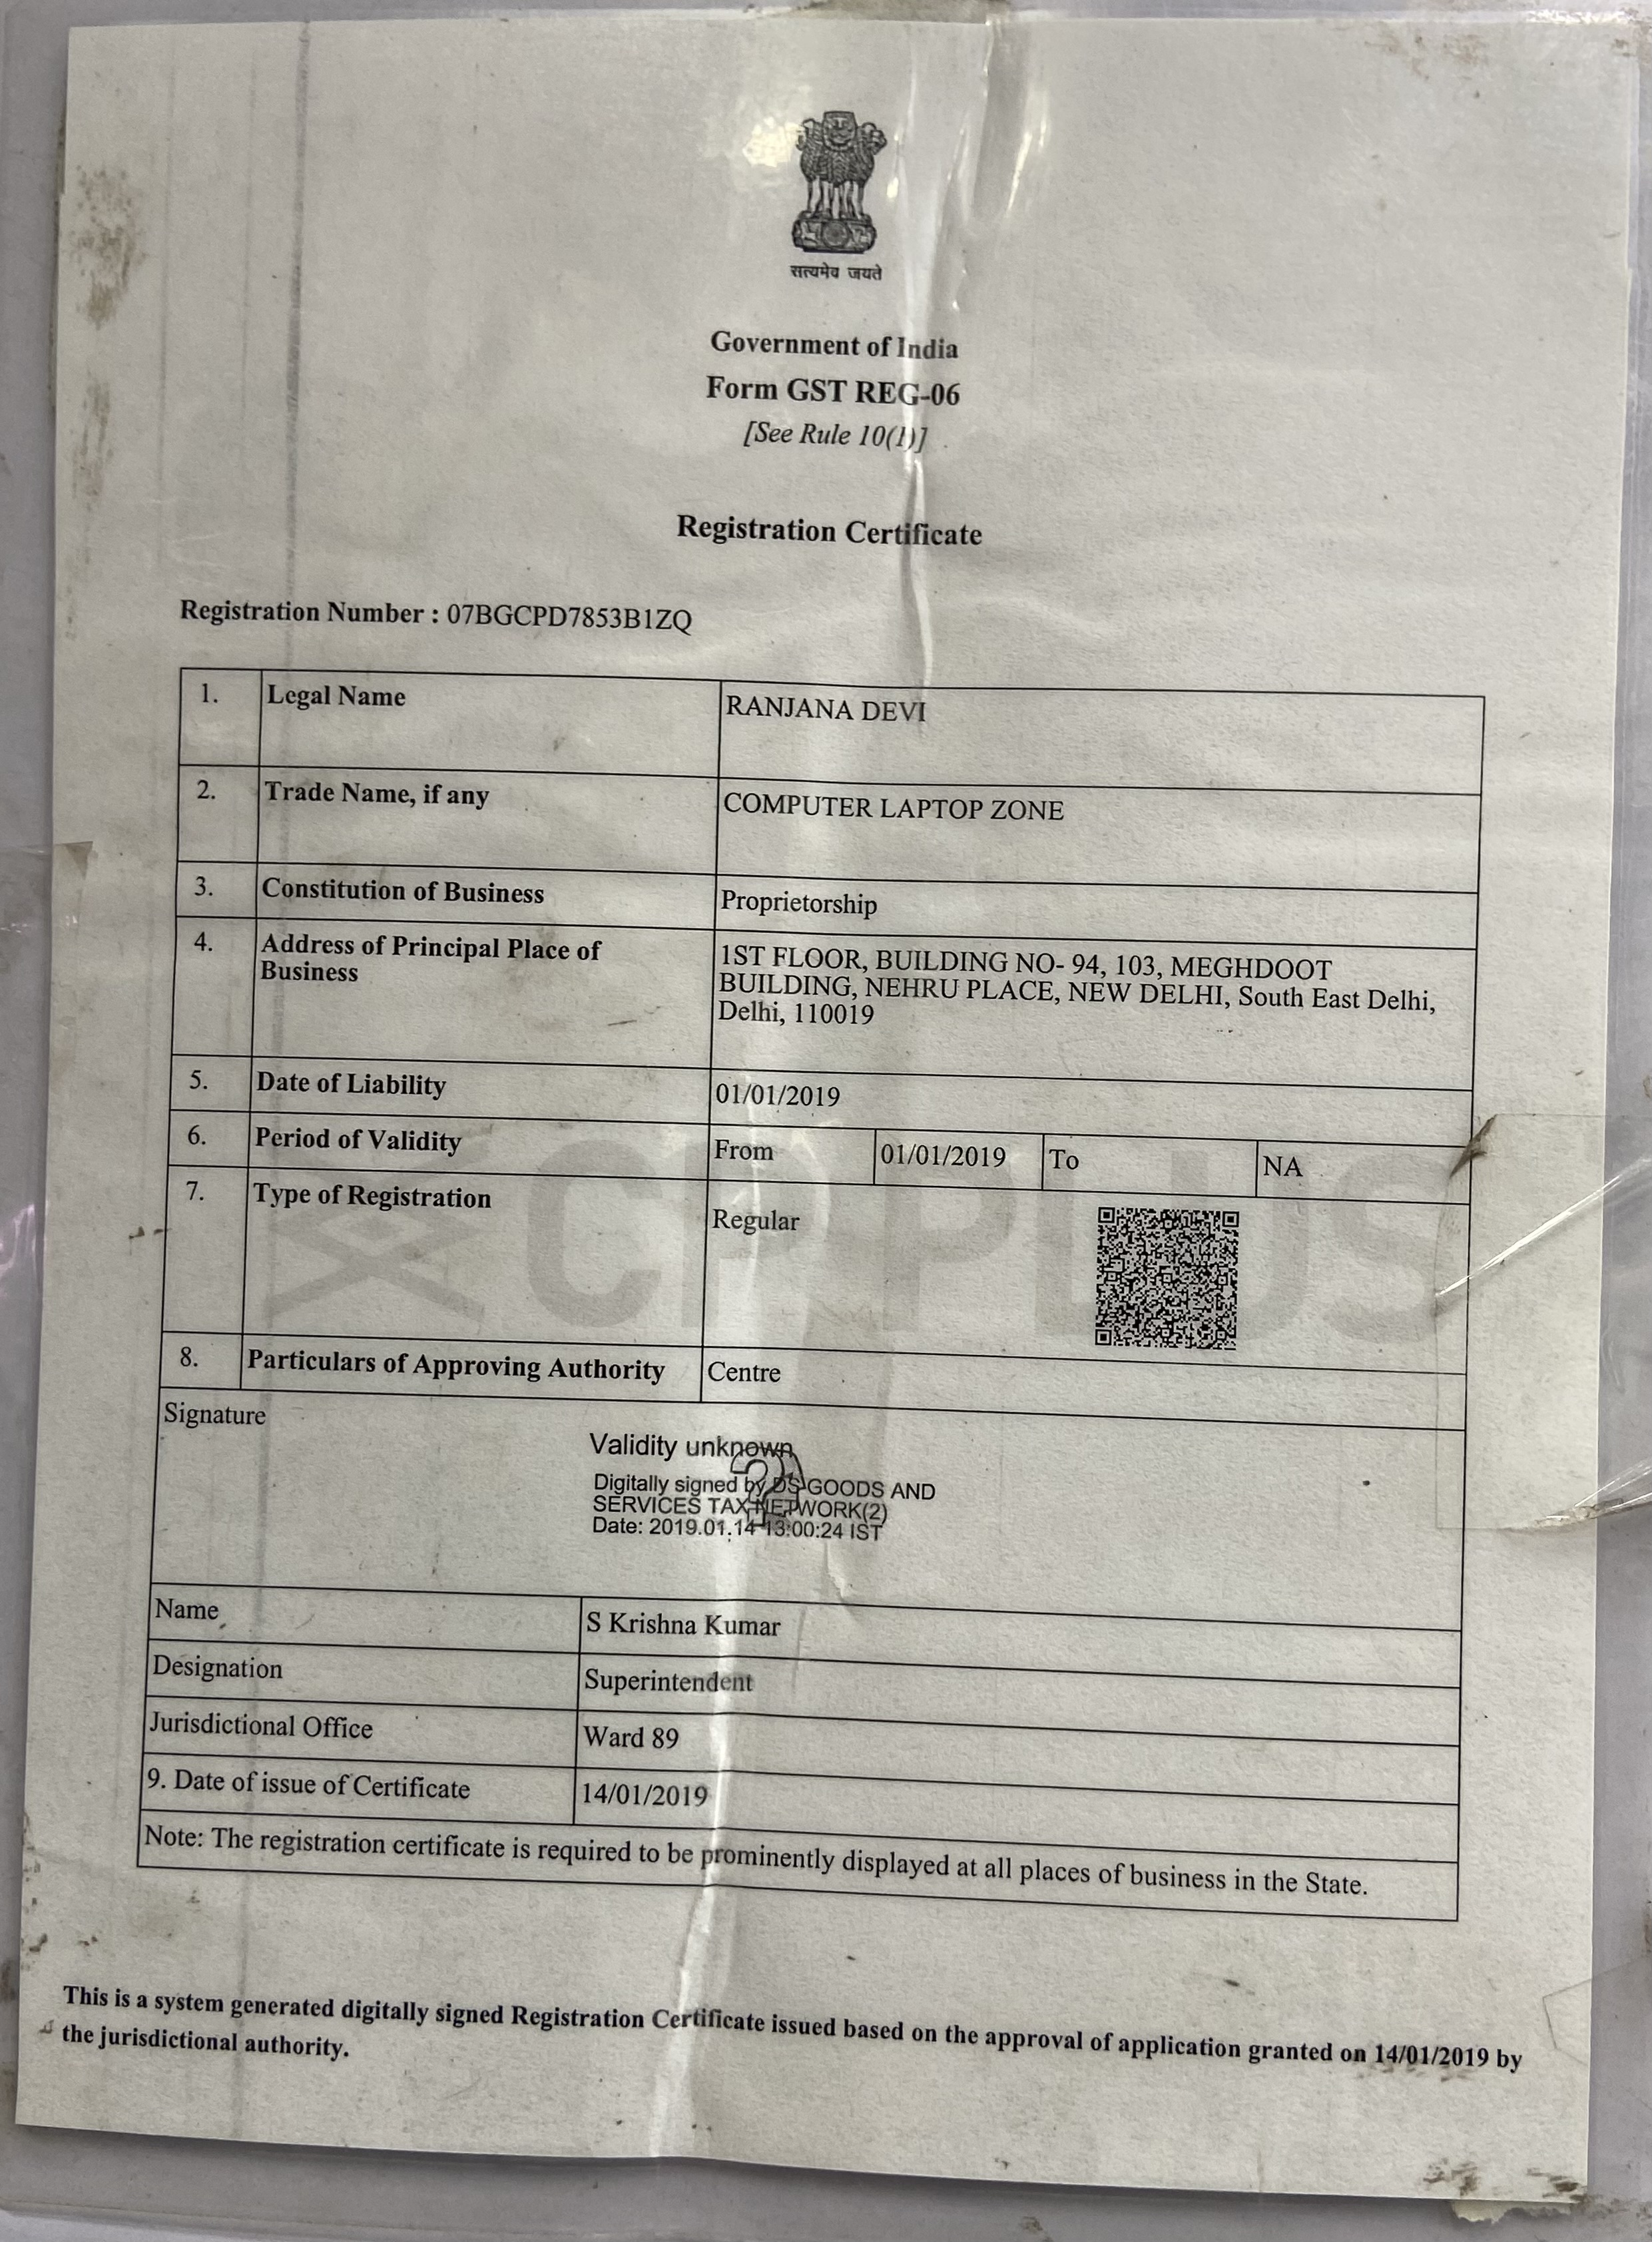 सत्यमेव जयते
Government of India
Form GST REG-06
[See Rule 10(1)]
Registration Certificate
Registration Number : 07BGCPD7853B1ZQ
1. Legal Name RANJANA DEVI
2. Trade Name, if any COMPUTER LAPTOP ZONE
3. Constitution of Business Proprietorship
4. Address of Principal Place of
Business
1ST FLOOR, BUILDING NO- 94, 103, MEGHDOOT
BUILDING, NEHRU PLACE, NEW DELHI, South East Delhi,
Delhi, 110019
5. Date of Liability 01/01/2019
6. Period of Validity From 01/01/2019 To NA
7. Type of Registration Regular
CP PLUS
8. Particulars of Approving Authority Centre
Signature
Validity unknown
Digitally signed by DS GOODS AND
SERVICES TAX NETWORK(2)
Date: 2019.01.14 13:00:24 IST
Name S Krishna Kumar
Designation Superintendent
Jurisdictional Office Ward 89
9. Date of issue of Certificate 14/01/2019
Note: The registration certificate is required to be prominently displayed at all places of business in the State.
This is a system generated digitally signed Registration Certificate issued based on the approval of application granted on 14/01/2019 by
the jurisdictional authority.